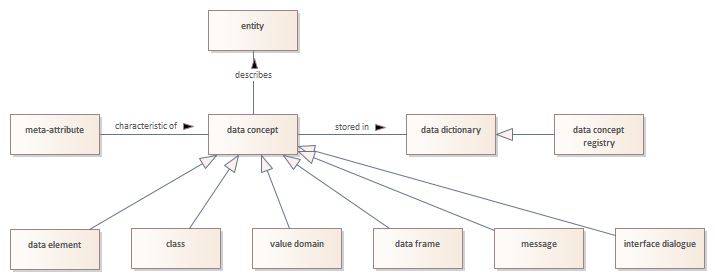 entity
describes
meta-attribute
characteristic of
data concept
stored in
data dictionary
data concept
registry
data element
class
value domain
data frame
message
interface dialogue